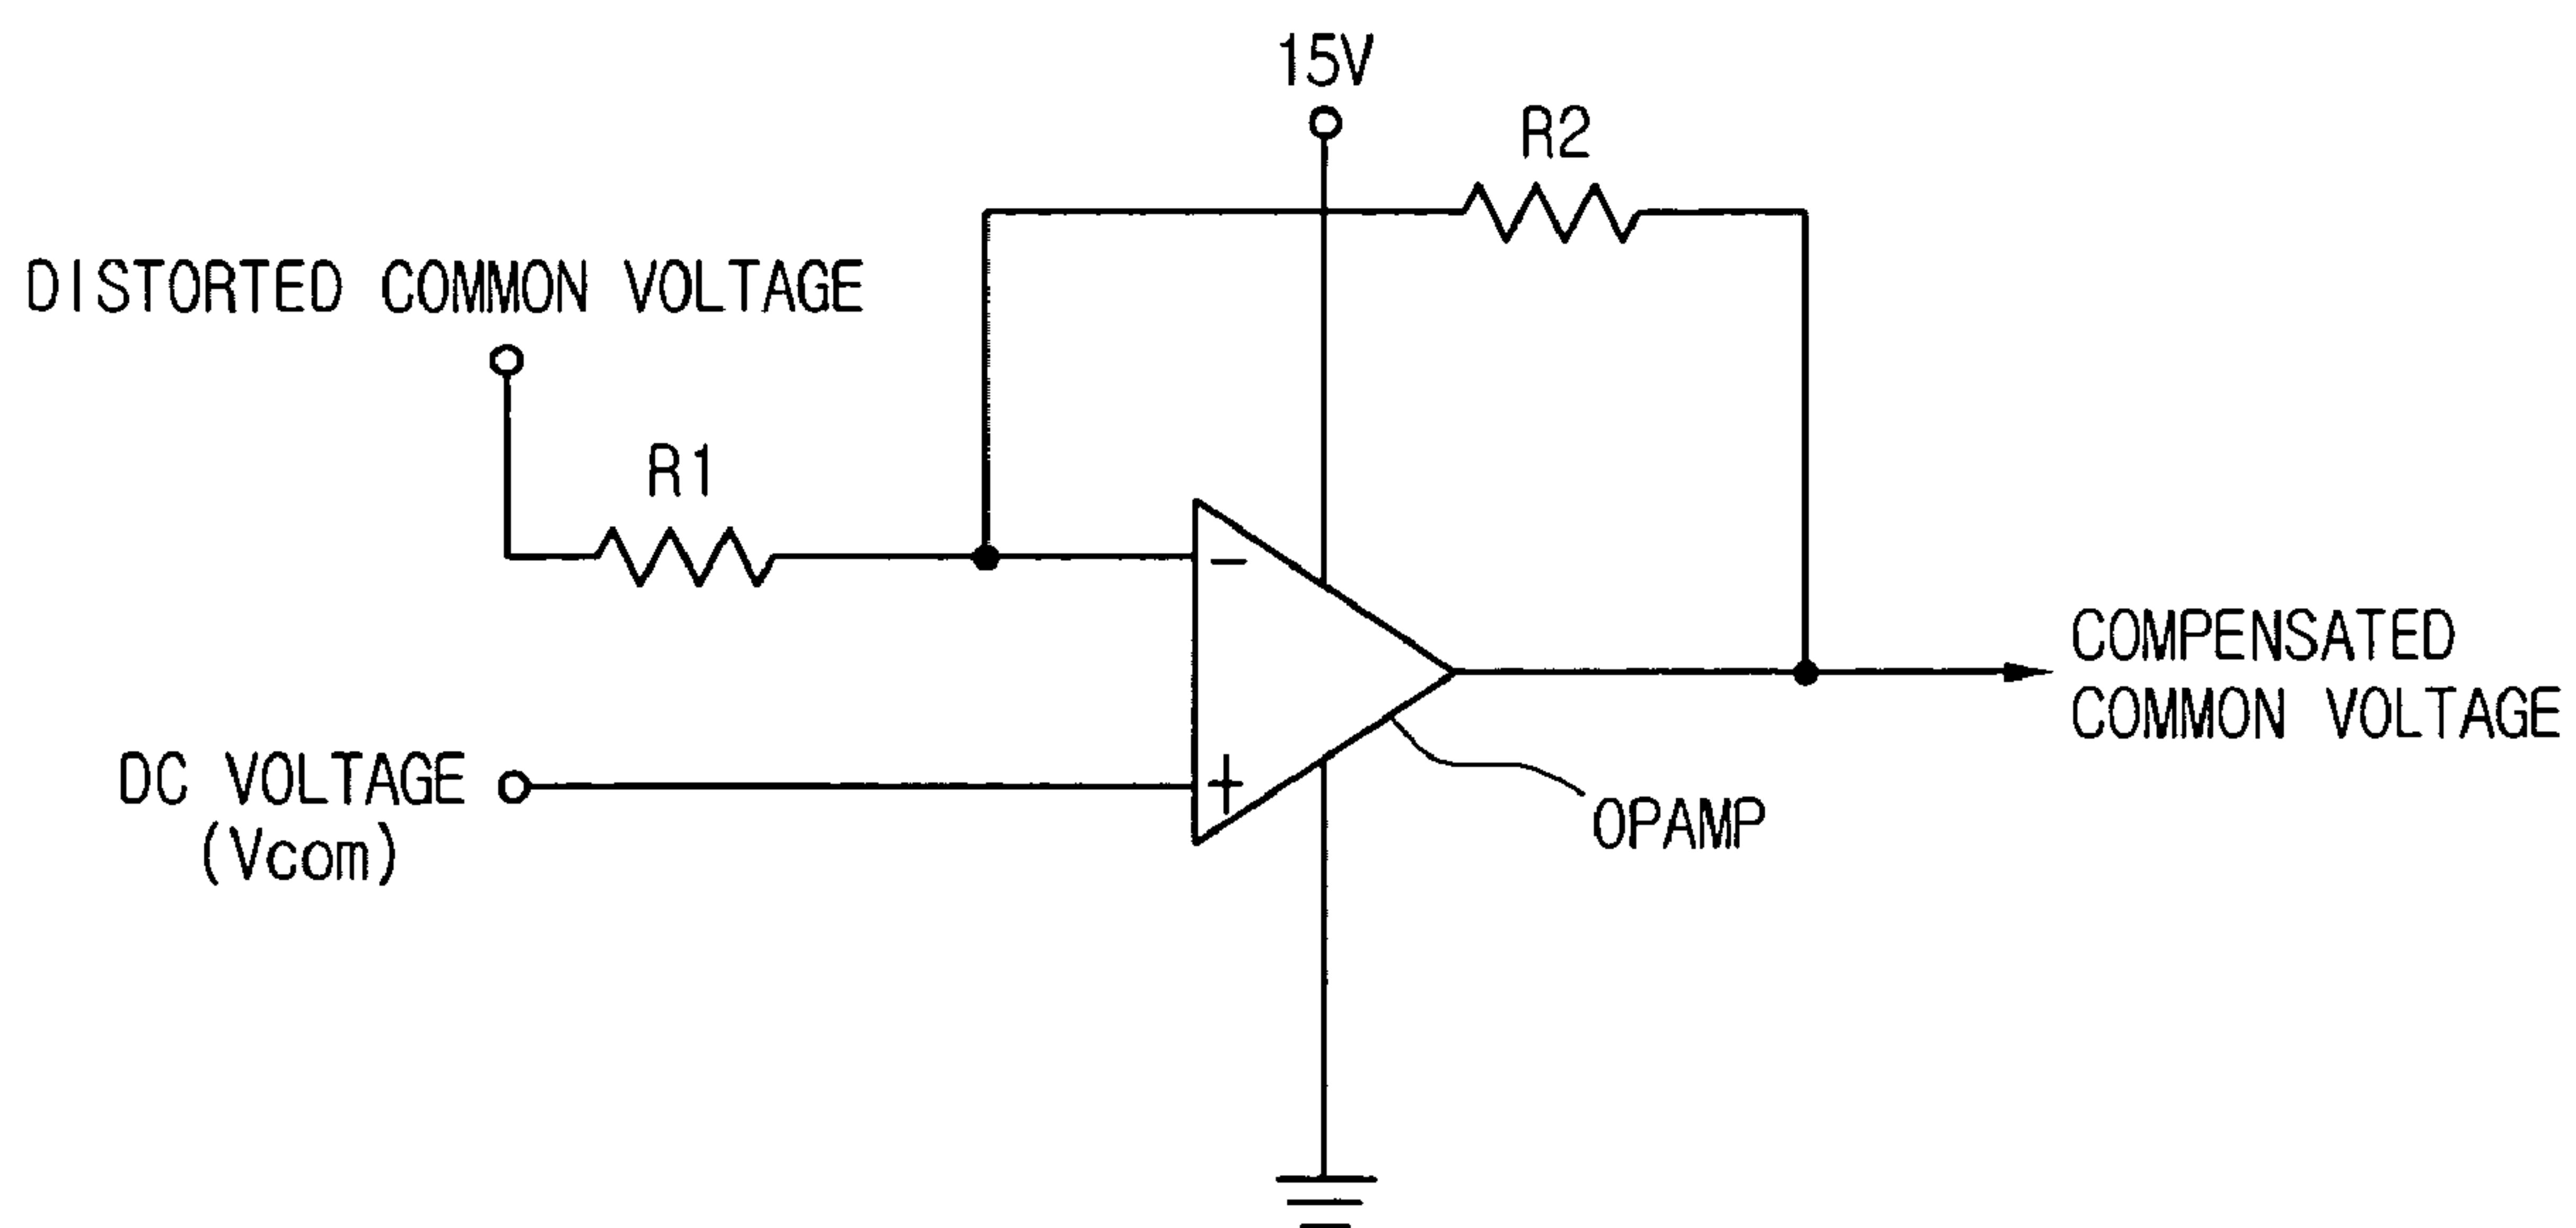 15V
R2
DISTORTED COMMON VOLTAGE
R1
−
COMPENSATED
COMMON VOLTAGE
DC VOLTAGE
(Vcom)
+
OPAMP